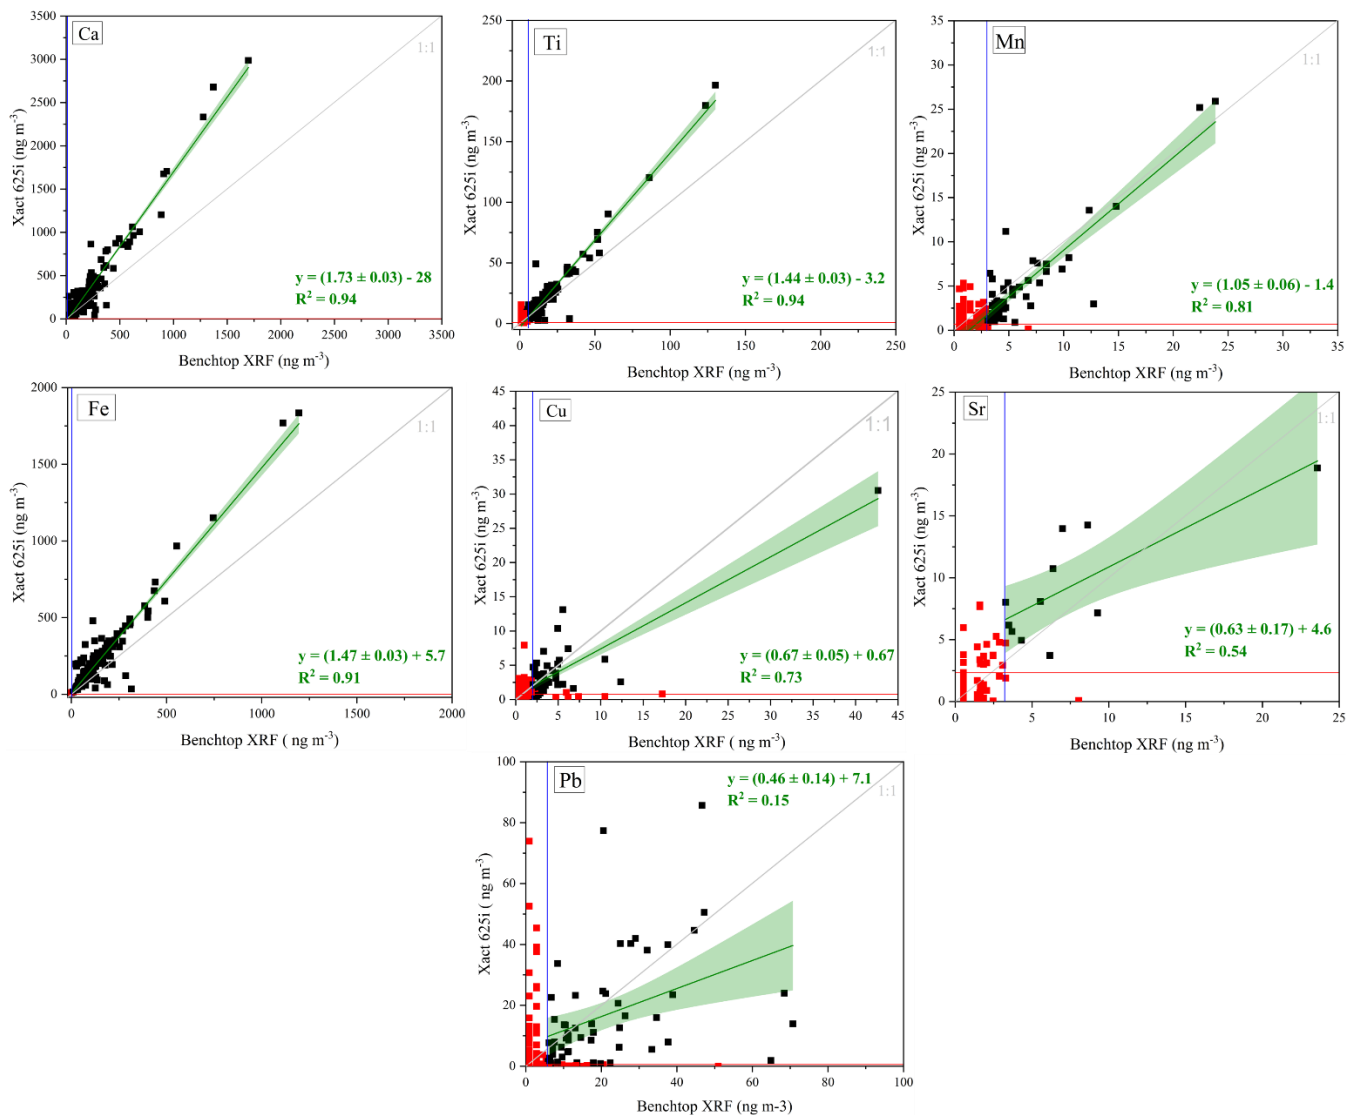 Ca
1:1
3500
3000
2500
2000
1500
1000
500
0
Xact 625i (ng m⁻³)
y = (1.73 ± 0.03) - 28
R² = 0.94
0 500 1000 1500 2000 2500 3000 3500
Benchtop XRF (ng m⁻³)
Ti
1:1
250
200
150
100
50
0
Xact 625i (ng m⁻³)
y = (1.44 ± 0.03) - 3.2
R² = 0.94
0 50 100 150 200 250
Benchtop XRF (ng m⁻³)
Mn
1:1
35
30
25
20
15
10
5
0
Xact 625i (ng m⁻³)
y = (1.05 ± 0.06) - 1.4
R² = 0.81
0 5 10 15 20 25 30 35
Benchtop XRF (ng m⁻³)
Fe
1:1
2000
1500
1000
500
0
Xact 625i (ng m⁻³)
y = (1.47 ± 0.03) + 5.7
R² = 0.91
0 500 1000 1500 2000
Benchtop XRF ( ng m⁻³)
Cu
1:1
45
40
35
30
25
20
15
10
5
0
Xact 625i (ng m⁻³)
y = (0.67 ± 0.05) + 0.67
R² = 0.73
0 5 10 15 20 25 30 35 40 45
Benchtop XRF ( ng m⁻³)
Sr
1:1
25
20
15
10
5
0
Xact 625i (ng m⁻³)
y = (0.63 ± 0.17) + 4.6
R² = 0.54
0 5 10 15 20 25
Benchtop XRF (ng m⁻³)
Pb
1:1
100
80
60
40
20
0
Xact 625i ( ng m⁻³)
y = (0.46 ± 0.14) + 7.1
R² = 0.15
0 20 40 60 80 100
Benchtop XRF (ng m-3)